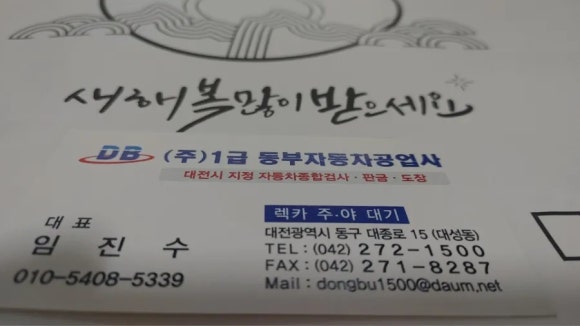 새해 복 많이 받으세요
DB (주)1급 동부자동차공업사
대전시 지정 자동차종합검사 · 판금 · 도장
대표
임진수
010-5408-5339
렉카 주·야 대기
대전광역시 동구 대종로 15 (대성동)
TEL : (042) 272-1500
FAX : (042) 271-8287
Mail : dongbu1500@daum.net